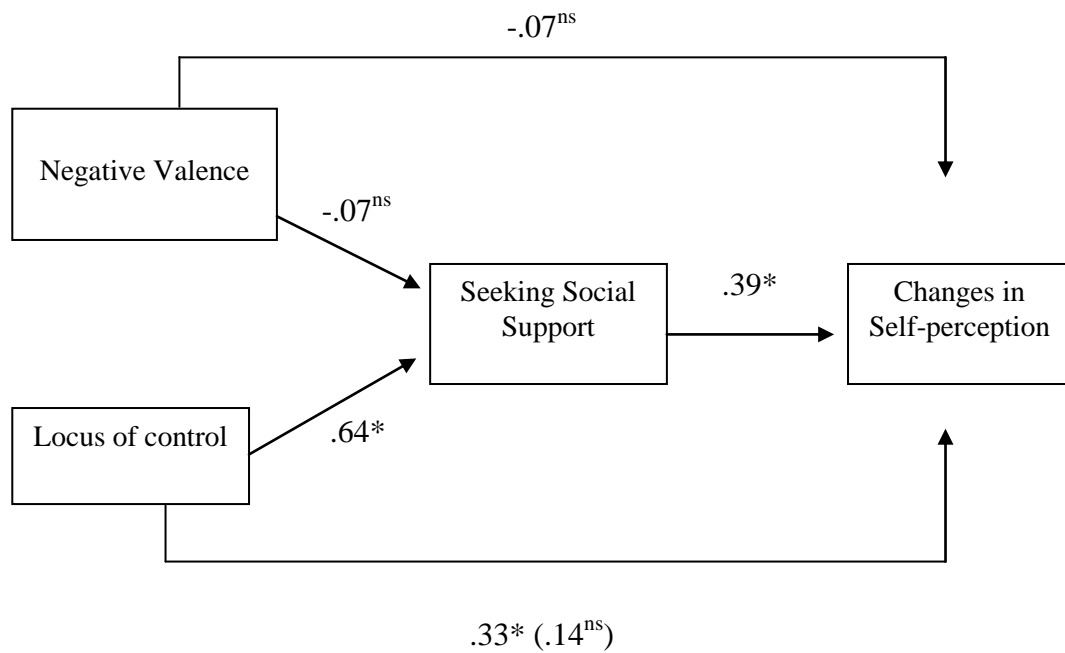 -.07ns
Negative Valence
-.07ns
Seeking Social
Support
.39*
Changes in
Self-perception
Locus of control
.64*
.33* (.14ns)